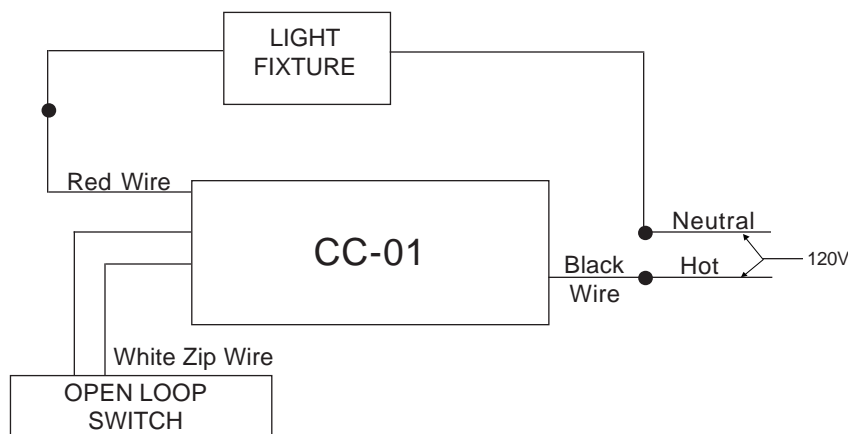 LIGHT
FIXTURE
Red Wire
CC-01
Neutral
120V
Black
Wire
Hot
White Zip Wire
OPEN LOOP
SWITCH